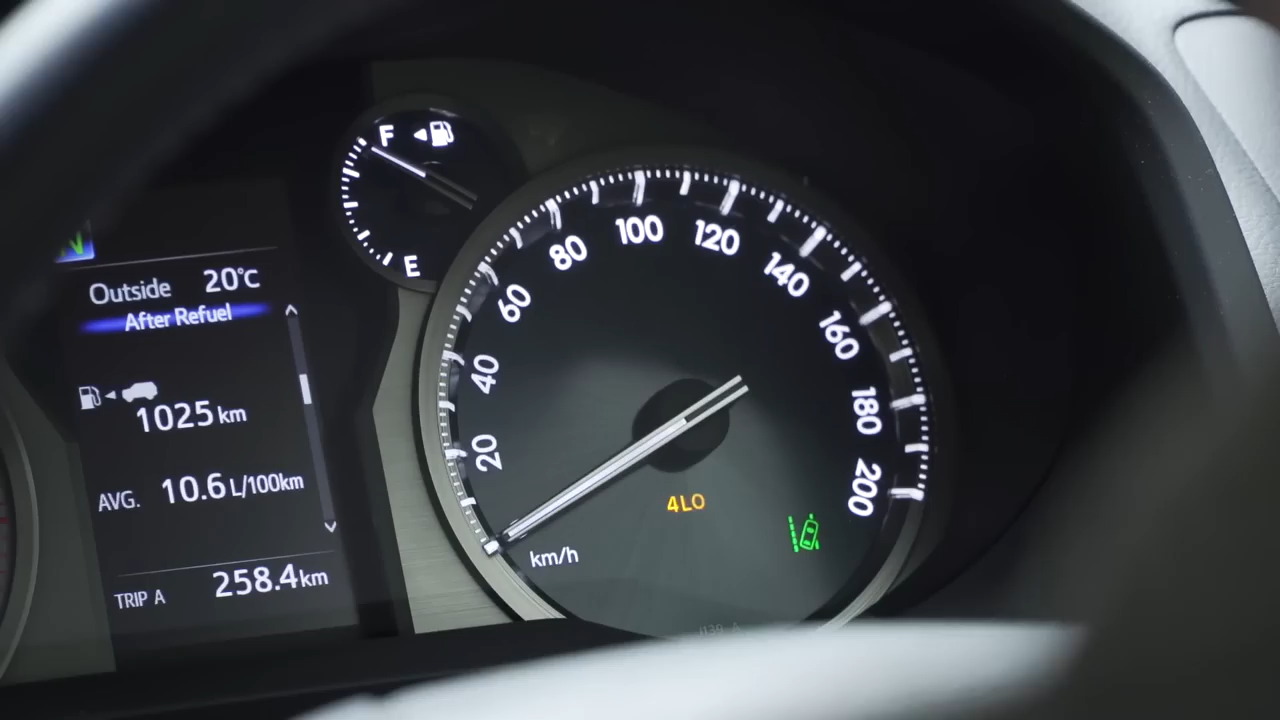 F
E
Outside 20°C
After Refuel
1025 km
AVG. 10.6 L/100km
TRIP A 258.4 km
20
40
60
80
100
120
140
160
180
200
4LO
km/h